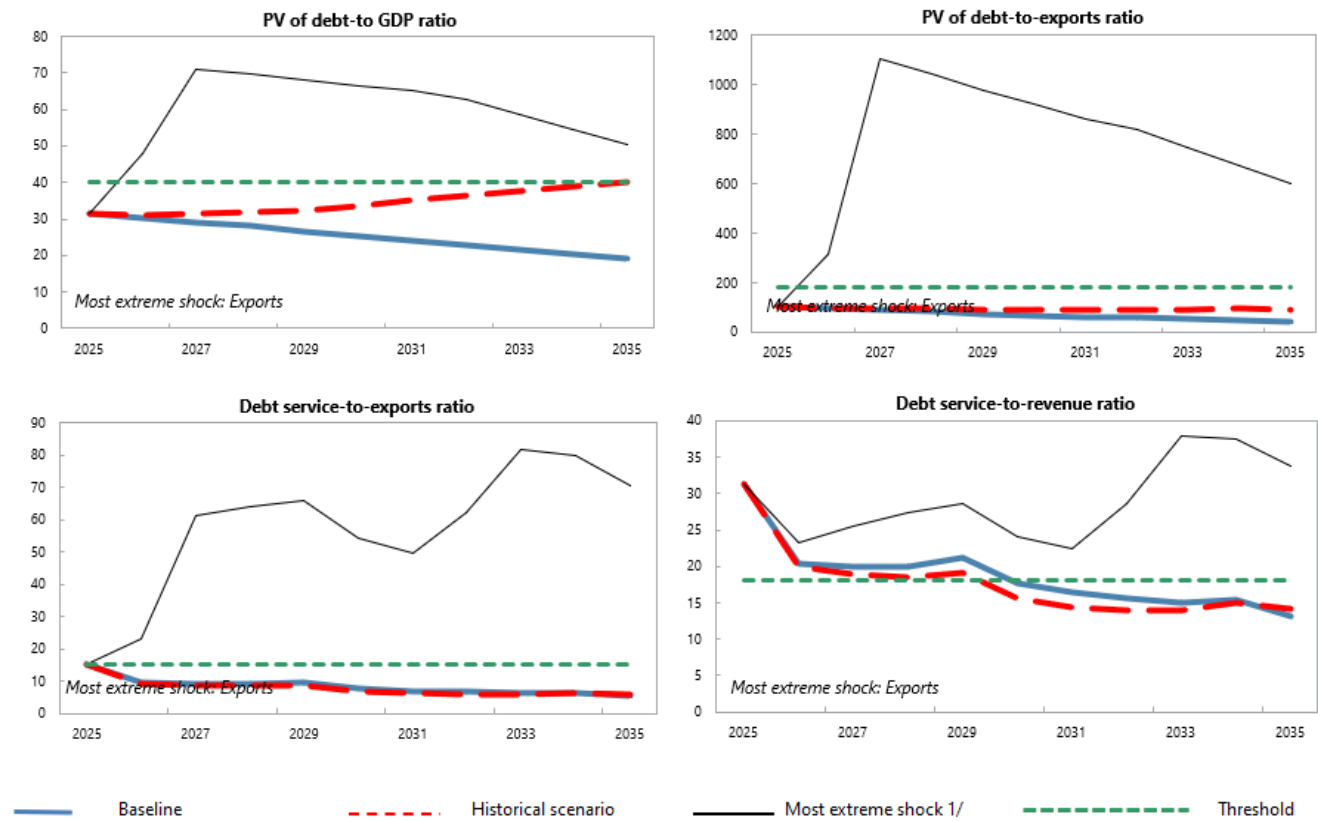 PV of debt-to GDP ratio
80
70
60
50
40
30
20
10
0
Most extreme shock: Exports
2025 2027 2029 2031 2033 2035
PV of debt-to-exports ratio
1200
1000
800
600
400
200
0
Most extreme shock: Exports
2025 2027 2029 2031 2033 2035
Debt service-to-exports ratio
90
80
70
60
50
40
30
20
10
0
Most extreme shock: Exports
2025 2027 2029 2031 2033 2035
Debt service-to-revenue ratio
40
35
30
25
20
15
10
5
0
Most extreme shock: Exports
2025 2027 2029 2031 2033 2035
Baseline Historical scenario Most extreme shock 1/ Threshold